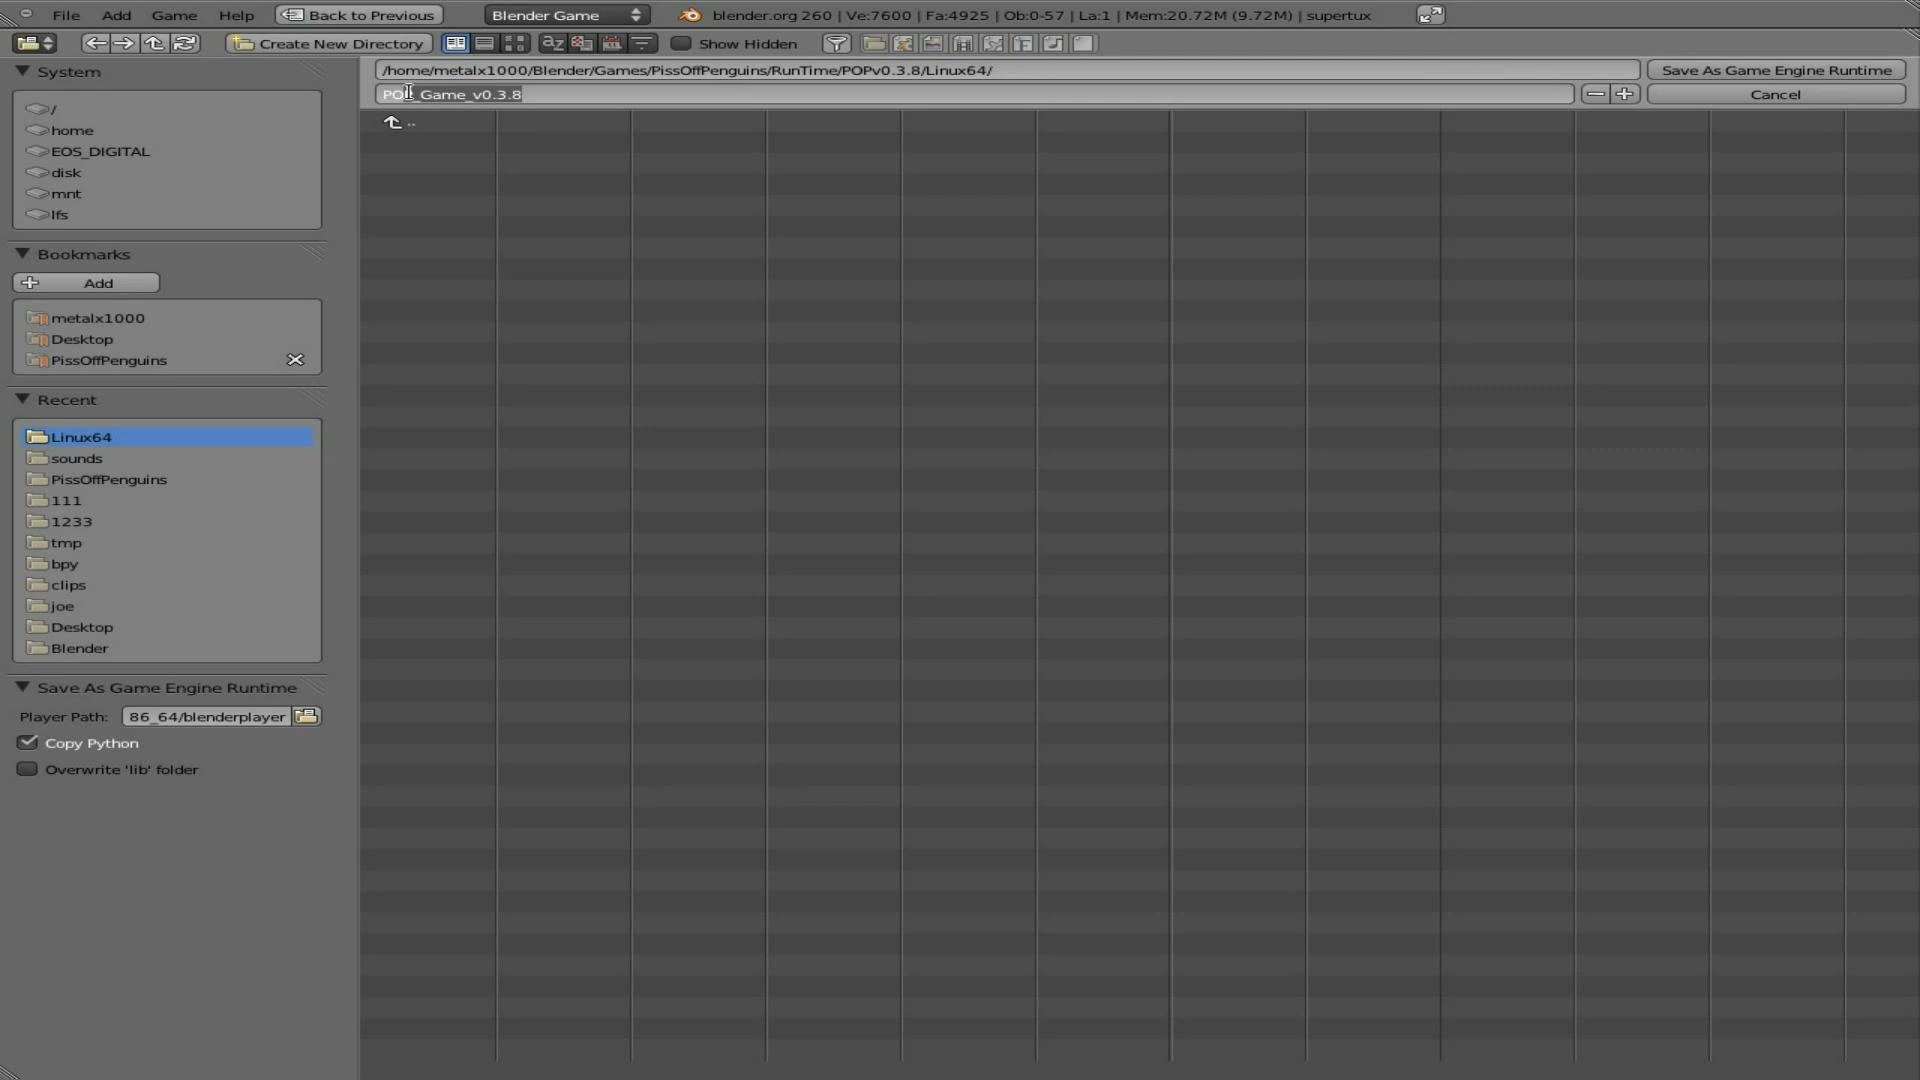 File Add Game Help Back to Previous Blender Game blender.org 260 | Ve:7600 | Fa:4925 | Ob:0-57 | La:1 | Mem:20.72M (9.72M) | supertux
Create New Directory Show Hidden
System
/home/metalx1000/Blender/Games/PissOffPenguins/RunTime/POPv0.3.8/Linux64/ Save As Game Engine Runtime
_Game_v0.3.8 Cancel
/
..
home
EOS_DIGITAL
disk
mnt
lfs
Bookmarks
Add
metalx1000
Desktop
PissOffPenguins
Recent
Linux64
sounds
PissOffPenguins
111
1233
tmp
bpy
clips
joe
Desktop
Blender
Save As Game Engine Runtime
Player Path: 86_64/blenderplayer
Copy Python
Overwrite 'lib' folder